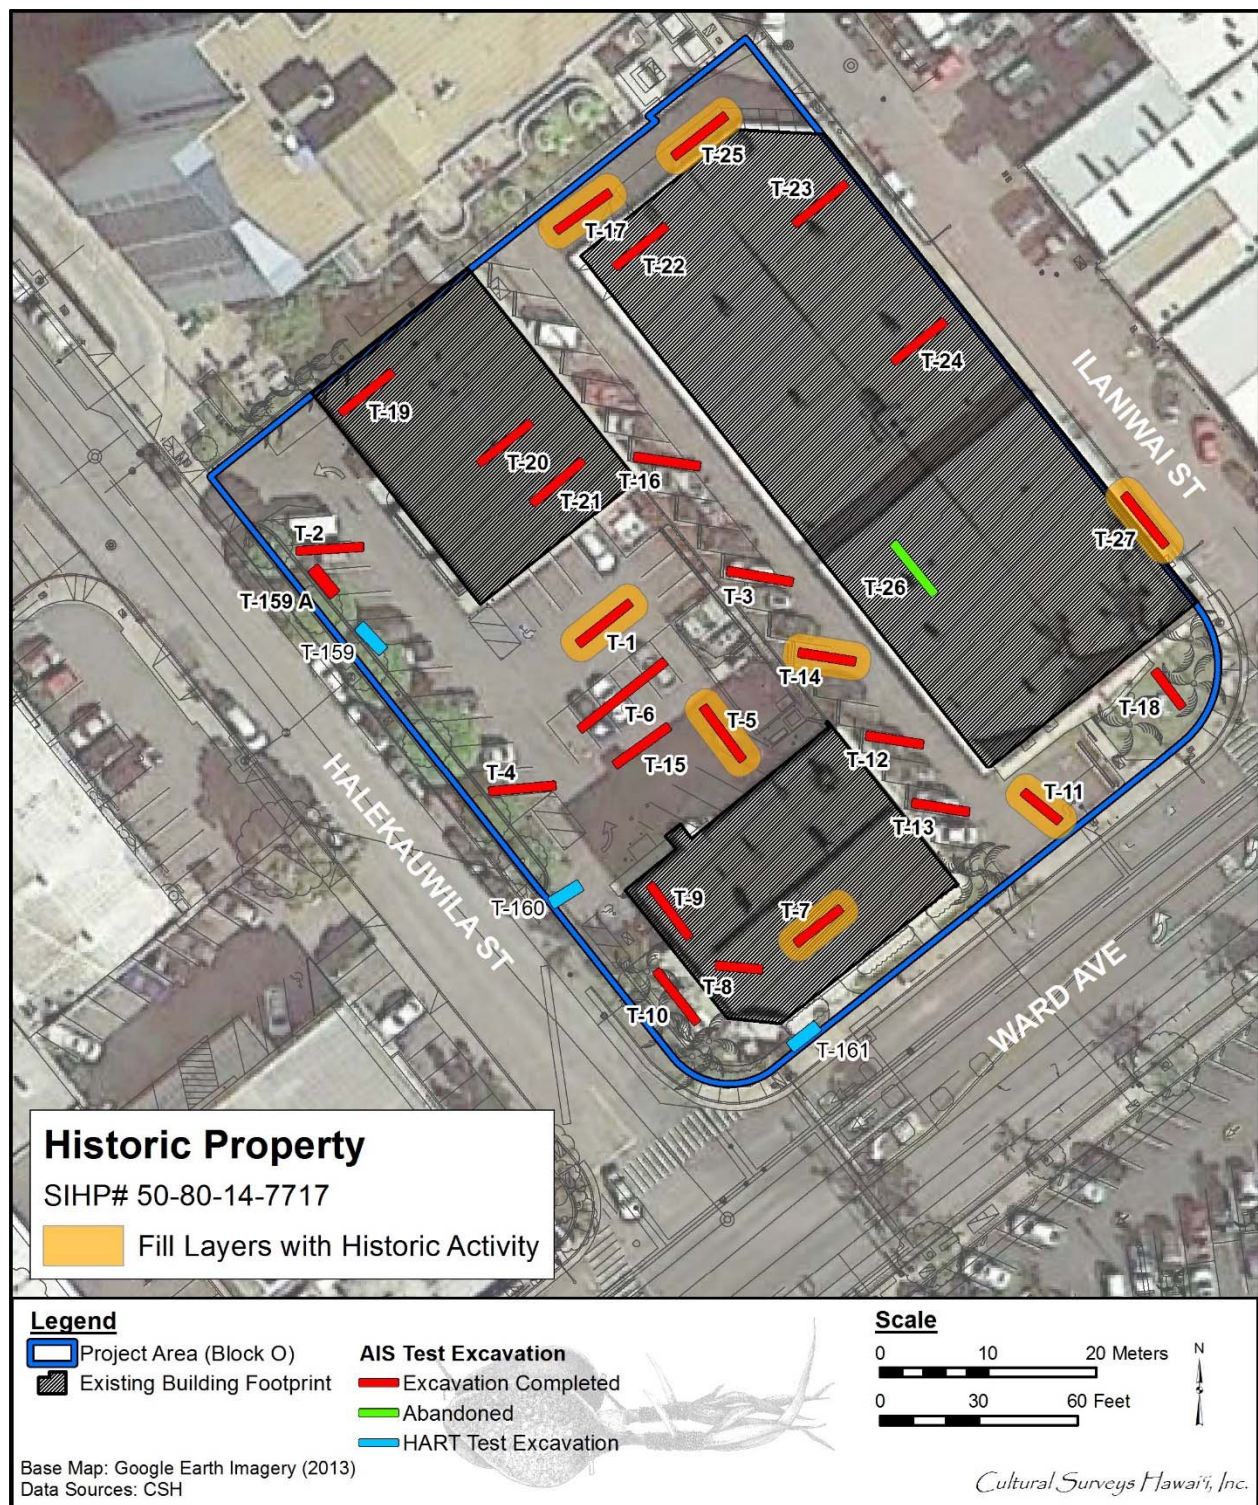 T-25
T-23
T-17
T-22
T-24
ILANIWAI ST
T-19
T-20
T-16
T-21
T-27
T-2
T-3
T-26
T-159 A
T-159
T-1
T-14
T-18
T-6
T-5
T-12
T-15
T-4
T-11
T-13
HALEKAUWILA ST
T-160
T-9
T-7
T-8
T-10
WARD AVE
T-161
Historic Property
SIHP# 50-80-14-7717
Fill Layers with Historic Activity
Legend
Project Area (Block O)
Existing Building Footprint
AIS Test Excavation
Excavation Completed
Abandoned
HART Test Excavation
Scale
0 10 20 Meters
0 30 60 Feet
N
Base Map: Google Earth Imagery (2013)
Data Sources: CSH
Cultural Surveys Hawaiʻi, Inc.